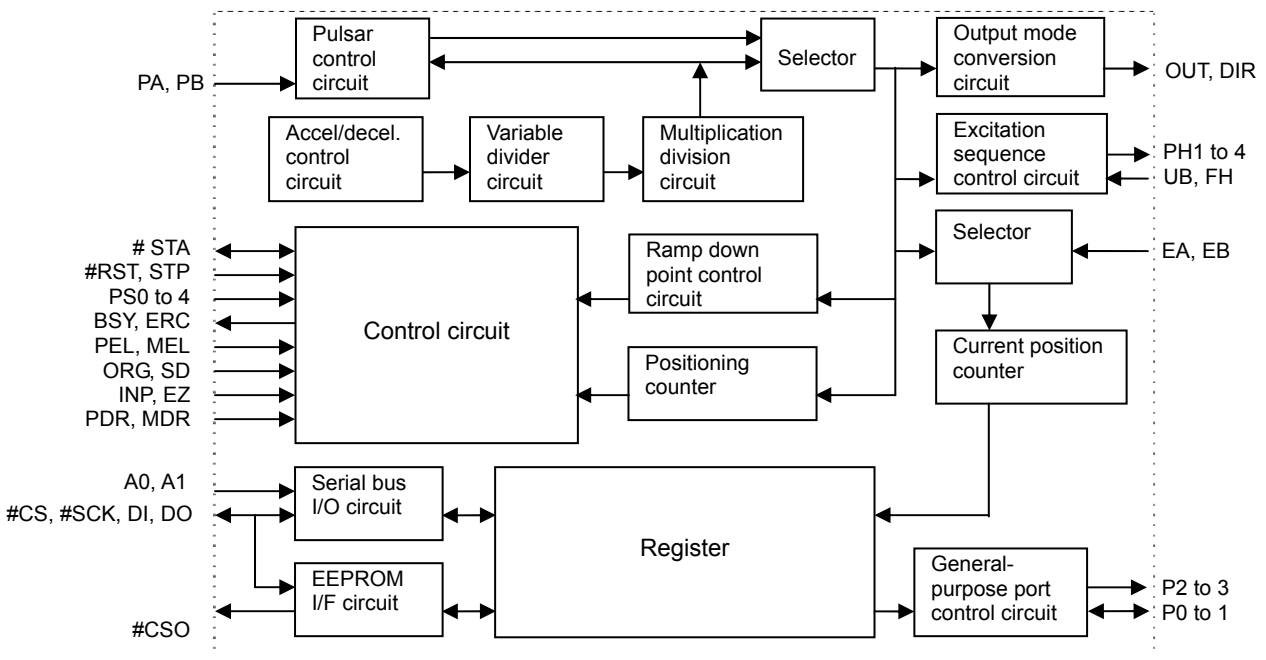 Pulsar
control
circuit
Selector
Output mode
conversion
circuit
PA, PB
OUT, DIR
Accel/decel.
control
circuit
Variable
divider
circuit
Multiplication
division
circuit
Excitation
sequence
control circuit
PH1 to 4
UB, FH
# STA
#RST, STP
PS0 to 4
BSY, ERC
PEL, MEL
ORG, SD
INP, EZ
PDR, MDR
Control circuit
Ramp down
point control
circuit
Selector
EA, EB
Positioning
counter
Current position
counter
A0, A1
#CS, #SCK, DI, DO
Serial bus
I/O circuit
Register
EEPROM
I/F circuit
#CSO
General-
purpose port
control circuit
P2 to 3
P0 to 1